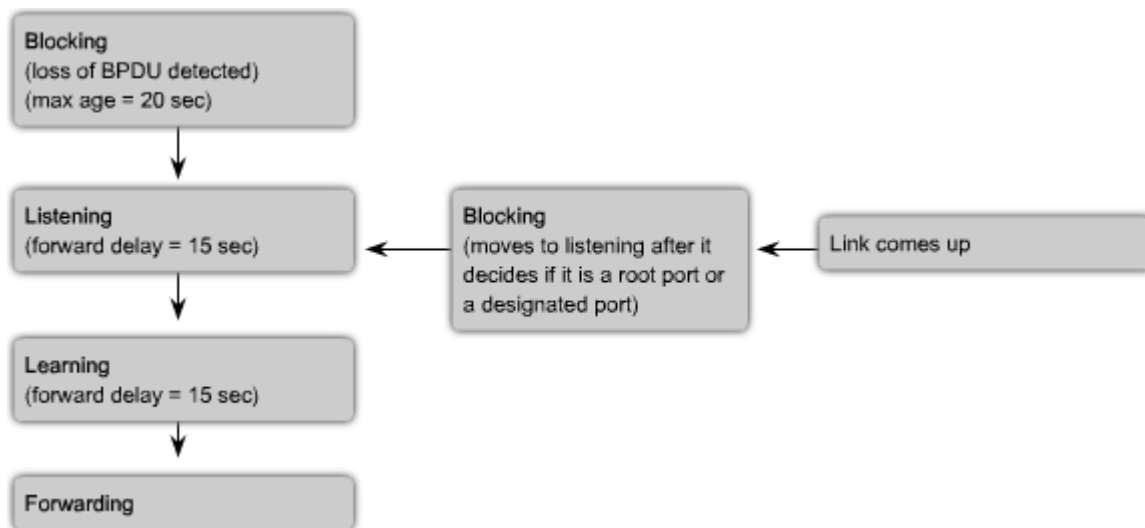 Blocking
(loss of BPDU detected)
(max age = 20 sec)
Listening
(forward delay = 15 sec)
Blocking
(moves to listening after it
decides if it is a root port or
a designated port)
Link comes up
Learning
(forward delay = 15 sec)
Forwarding